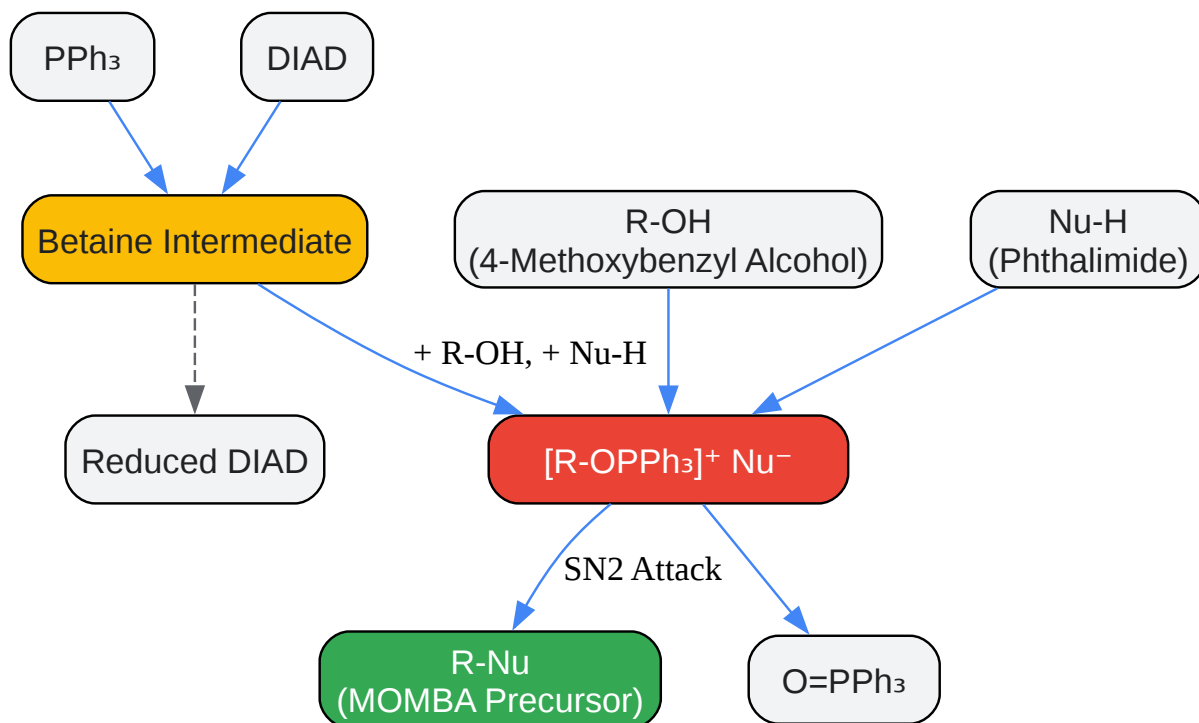 PPh₃
DIAD
Betaine Intermediate
R-OH
(4-Methoxybenzyl Alcohol)
Nu-H
(Phthalimide)
+ R-OH, + Nu-H
Reduced DIAD
[R-OPPh₃]⁺ Nu⁻
SN2 Attack
R-Nu
(MOMBA Precursor)
O=PPh₃